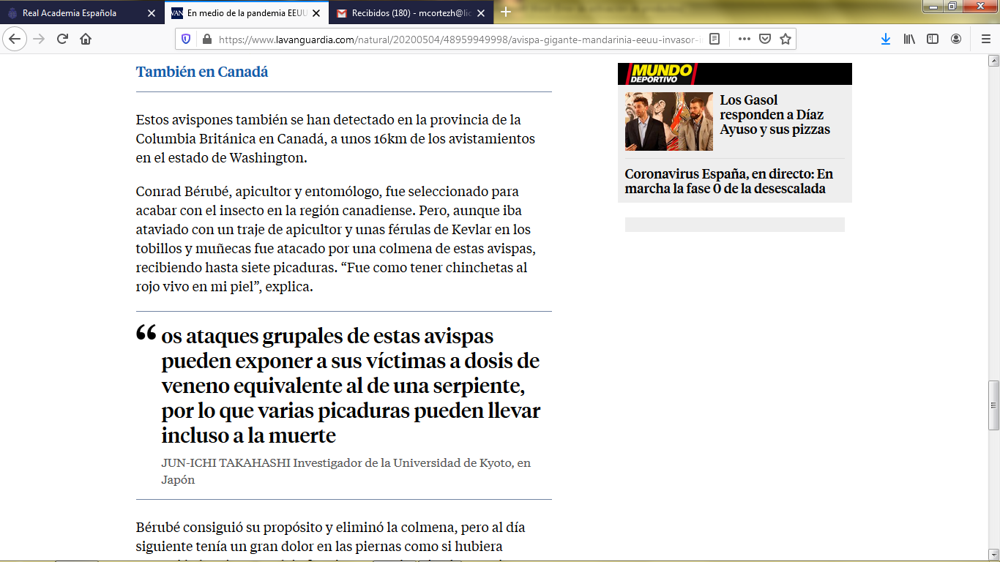 Real Academia Española
En medio de la pandemia EEUU
Recibidos (180) - mcortezh@lic
https://www.lavanguardia.com/natural/20200504/48959949998/avispa-gigante-mandarinia-eeuu-invasor-i
También en Canadá
Estos avispones también se han detectado en la provincia de la
Columbia Británica en Canadá, a unos 16km de los avistamientos
en el estado de Washington.
Conrad Bérubé, apicultor y entomólogo, fue seleccionado para
acabar con el insecto en la región canadiense. Pero, aunque iba
ataviado con un traje de apicultor y unas férulas de Kevlar en los
tobillos y muñecas fue atacado por una colmena de estas avispas,
recibiendo hasta siete picaduras. “Fue como tener chinchetas al
rojo vivo en mi piel”, explica.
“ os ataques grupales de estas avispas
pueden exponer a sus víctimas a dosis de
veneno equivalente al de una serpiente,
por lo que varias picaduras pueden llevar
incluso a la muerte
JUN-ICHI TAKAHASHI Investigador de la Universidad de Kyoto, en
Japón
Bérubé consiguió su propósito y eliminó la colmena, pero al día
siguiente tenía un gran dolor en las piernas como si hubiera
MUNDO
DEPORTIVO
Los Gasol
responden a Díaz
Ayuso y sus pizzas
Coronavirus España, en directo: En
marcha la fase 0 de la desescalada